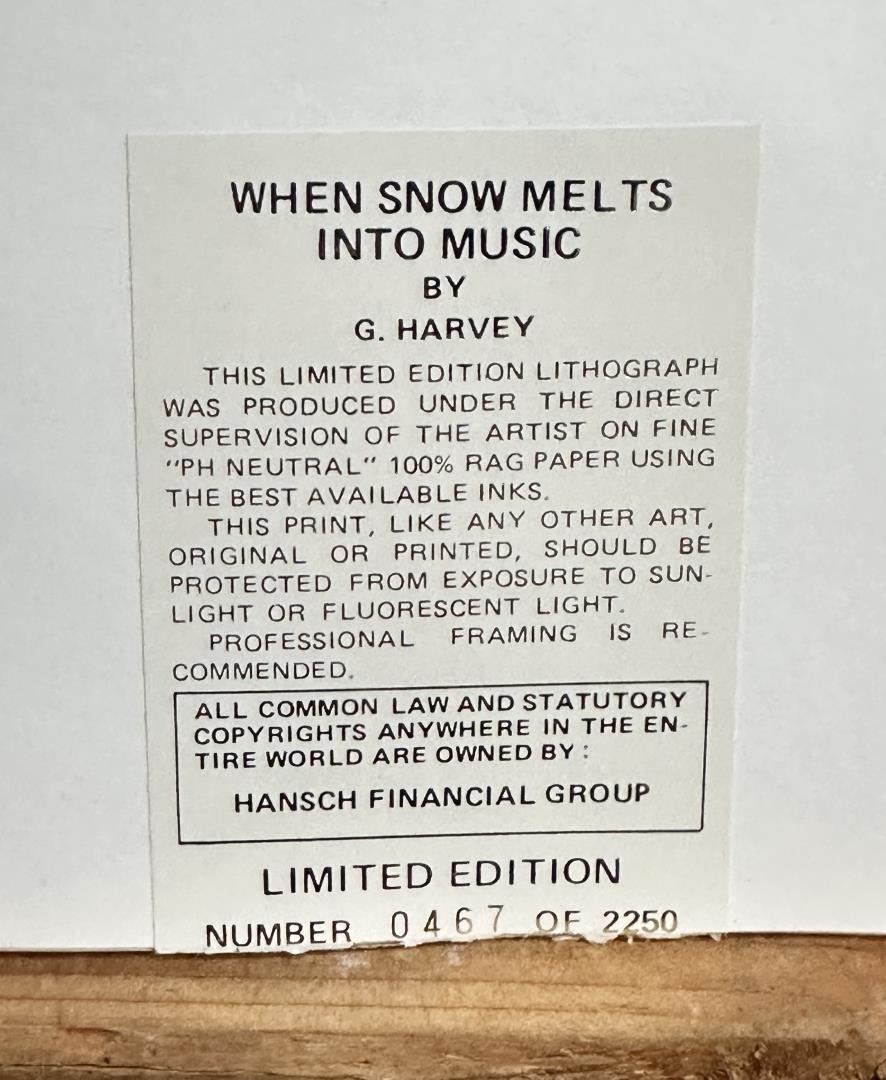 WHEN SNOW MELTS
INTO MUSIC
BY
G. HARVEY
THIS LIMITED EDITION LITHOGRAPH
WAS PRODUCED UNDER THE DIRECT
SUPERVISION OF THE ARTIST ON FINE
"PH NEUTRAL" 100% RAG PAPER USING
THE BEST AVAILABLE INKS.
THIS PRINT, LIKE ANY OTHER ART,
ORIGINAL OR PRINTED, SHOULD BE
PROTECTED FROM EXPOSURE TO SUN-
LIGHT OR FLUORESCENT LIGHT.
PROFESSIONAL FRAMING IS RE-
COMMENDED.
ALL COMMON LAW AND STATUTORY
COPYRIGHTS ANYWHERE IN THE EN-
TIRE WORLD ARE OWNED BY:
HANSCH FINANCIAL GROUP
LIMITED EDITION
NUMBER 0467 OF 2250